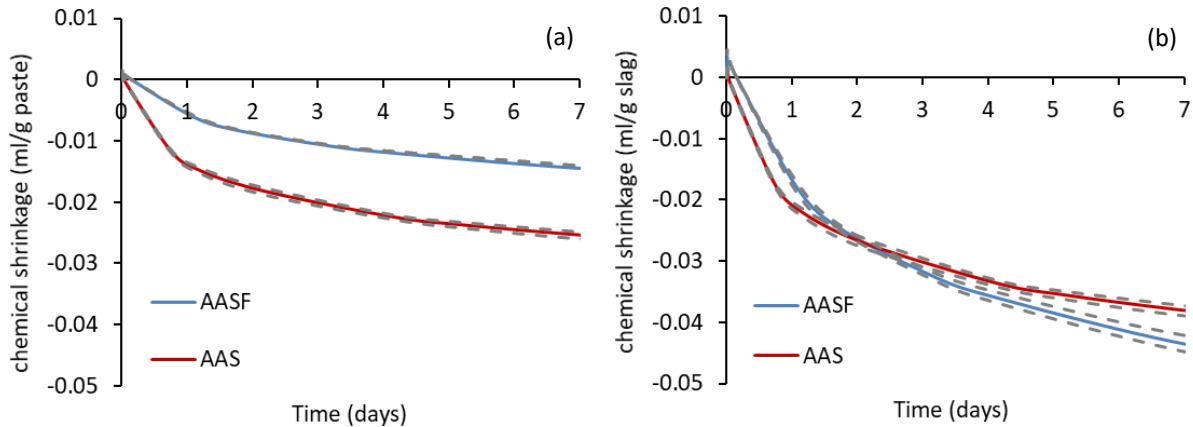 0.01
0
-0.01
-0.02
-0.03
-0.04
-0.05
0 1 2 3 4 5 6 7
chemical shrinkage (ml/g paste)
Time (days)
(a)
AASF
AAS
0.01
0
-0.01
-0.02
-0.03
-0.04
-0.05
0 1 2 3 4 5 6 7
chemical shrinkage (ml/g slag)
Time (days)
(b)
AASF
AAS